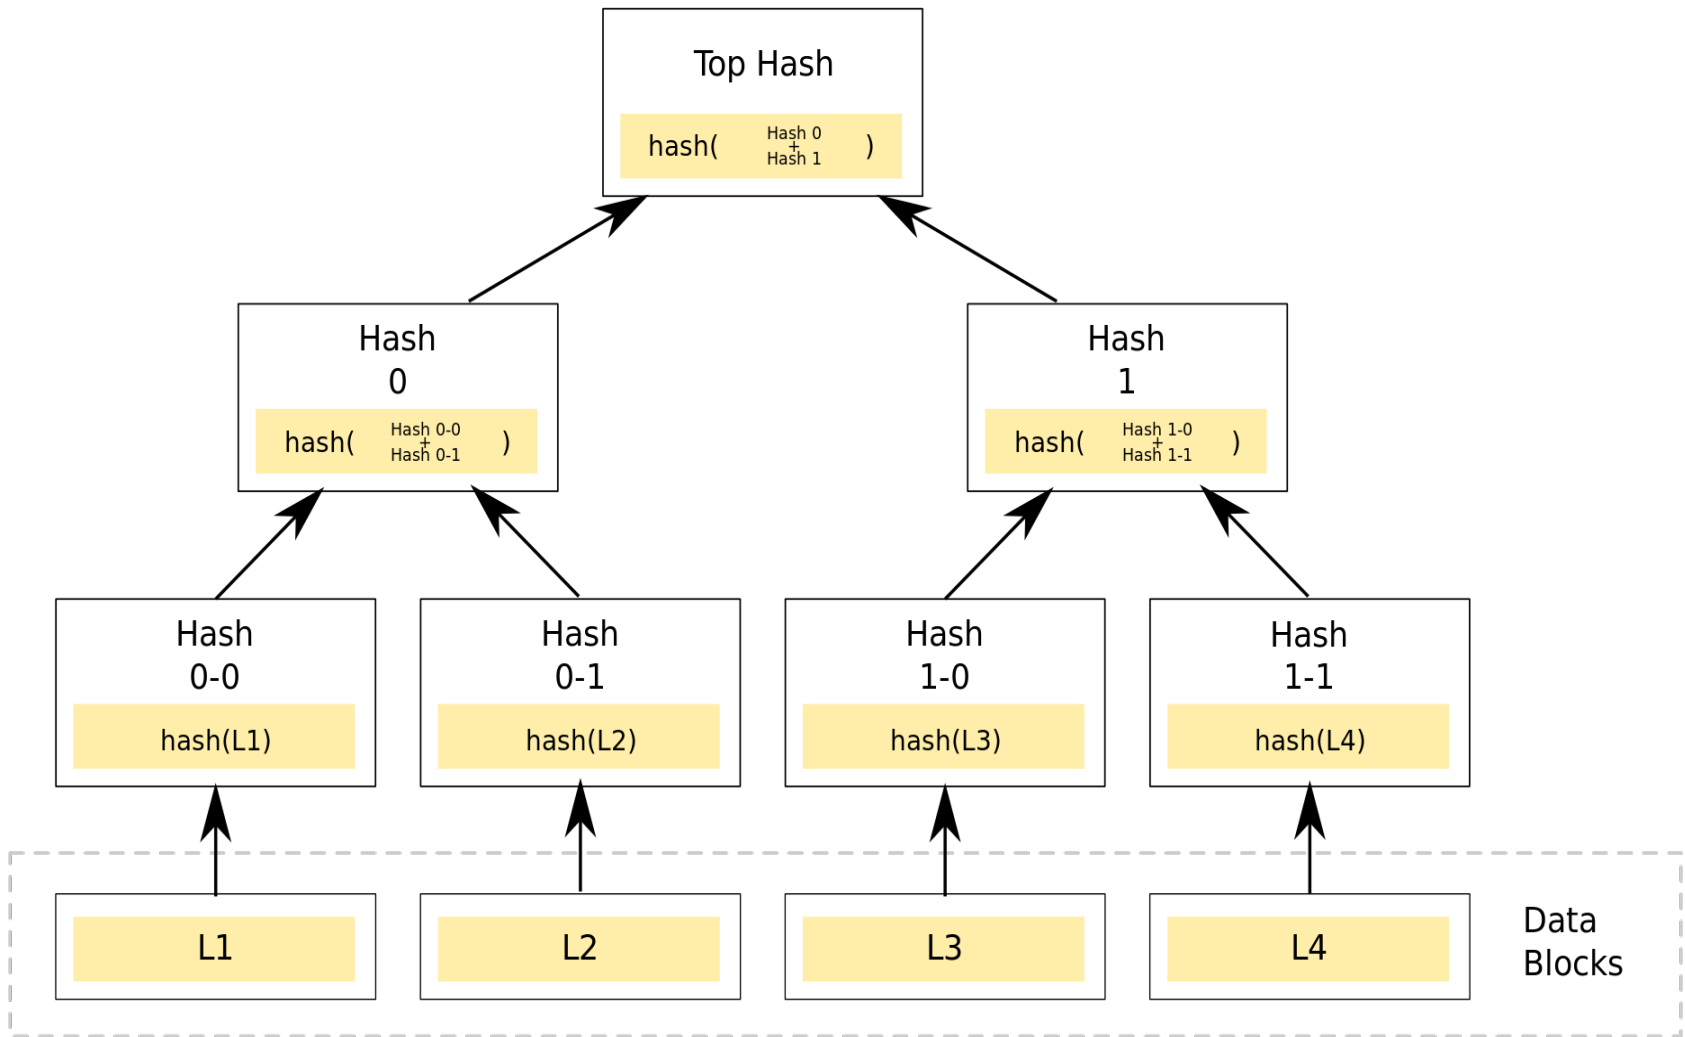 Top Hash
hash( Hash 0 + Hash 1 )
Hash
0
hash( Hash 0-0 + Hash 0-1 )
Hash
1
hash( Hash 1-0 + Hash 1-1 )
Hash
0-0
hash(L1)
Hash
0-1
hash(L2)
Hash
1-0
hash(L3)
Hash
1-1
hash(L4)
L1
L2
L3
L4
Data
Blocks